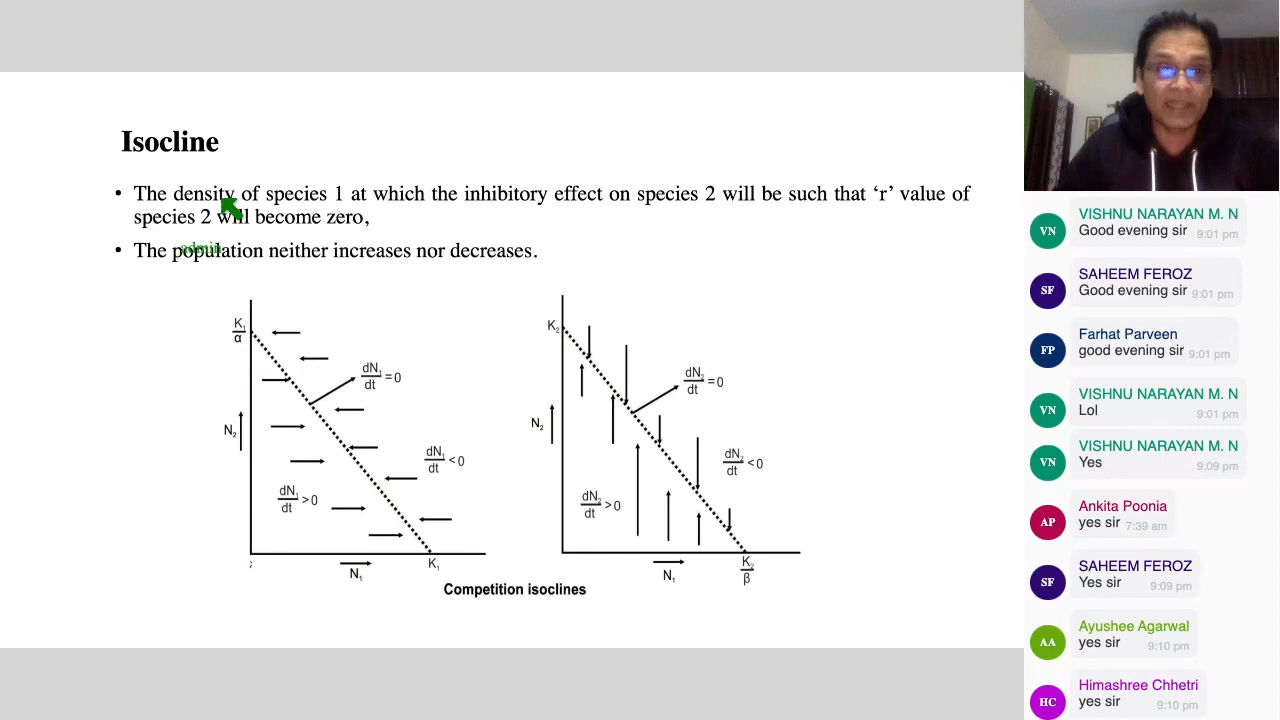 Isocline
• The density of species 1 at which the inhibitory effect on species 2 will be such that ‘r’ value of
species 2 will become zero,
admin
• The population neither increases nor decreases.
K₁
α
dN₁
dt
=0
N₂
dN₁
dt
<0
dN₁
dt
>0
N₁
K₁
K₂
dN₂
dt
=0
N₂
dN₂
dt
<0
dN₂
dt
>0
N₁
K₂
β
Competition isoclines
VN
VISHNU NARAYAN M. N
Good evening sir 9:01 pm
SF
SAHEEM FEROZ
Good evening sir 9:01 pm
FP
Farhat Parveen
good evening sir 9:01 pm
VN
VISHNU NARAYAN M. N
Lol 9:01 pm
VN
VISHNU NARAYAN M. N
Yes 9:09 pm
AP
Ankita Poonia
yes sir 7:39 am
SF
SAHEEM FEROZ
Yes sir 9:09 pm
AA
Ayushee Agarwal
yes sir 9:10 pm
HC
Himashree Chhetri
yes sir 9:10 pm